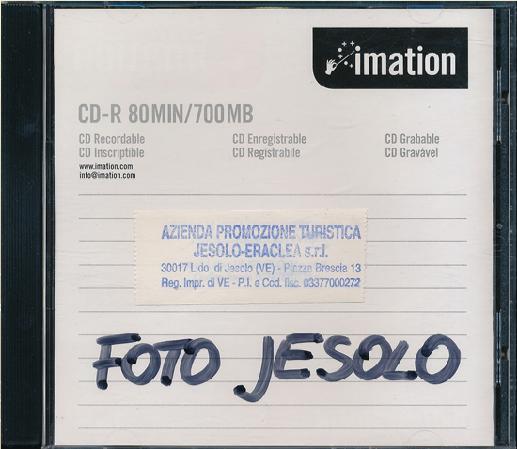 imation
CD-R 80MIN/700MB
CD Recordable CD Enregistrable CD Grabable
CD Inscriptible CD Registrabile CD Gravável
www.imation.com
info@imation.com
AZIENDA PROMOZIONE TURISTICA
JESOLO-ERACLEA s.r.l.
30017 Lido di Jesolo (VE) - Piazza Brescia 13
Reg. Impr. di VE - P.I. e Cod. fisc. 03377000272
FOTO JESOLO